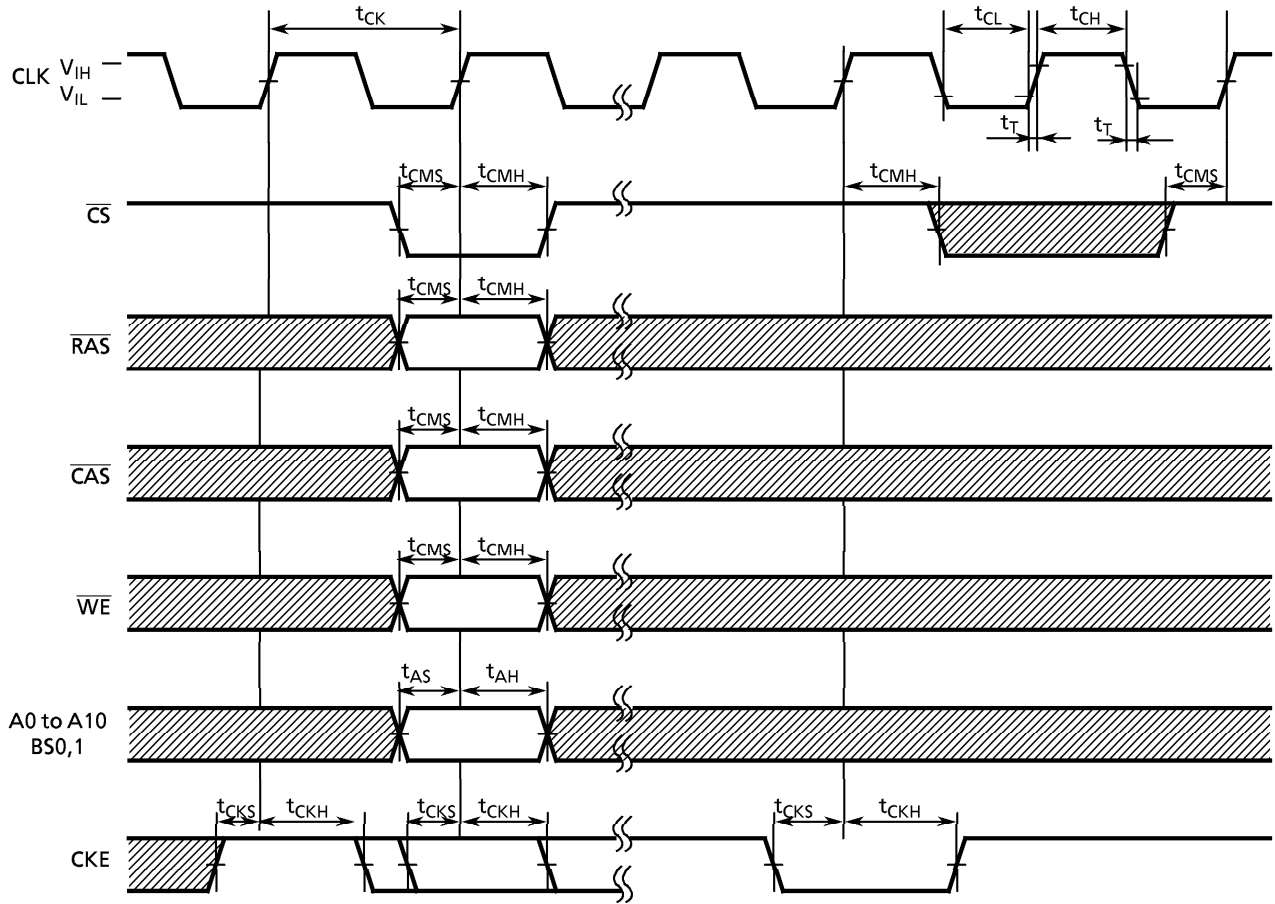 tCK tCL tCH
CLK VIH
VIL
tT tT
tCMS tCMH tCMH tCMS
CS
tCMS tCMH
RAS
tCMS tCMH
CAS
tCMS tCMH
WE
tAS tAH
A0 to A10
BS0,1
tCKS tCKH tCKS tCKH tCKS tCKH
CKE